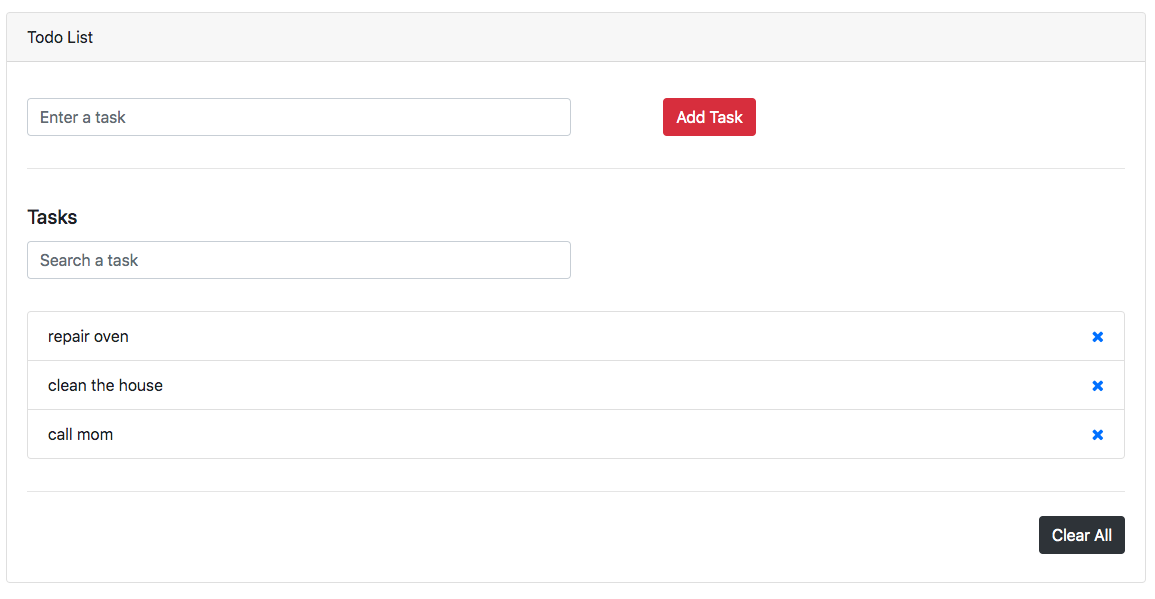 Todo List
Enter a task
Add Task
Tasks
Search a task
repair oven
clean the house
call mom
Clear All